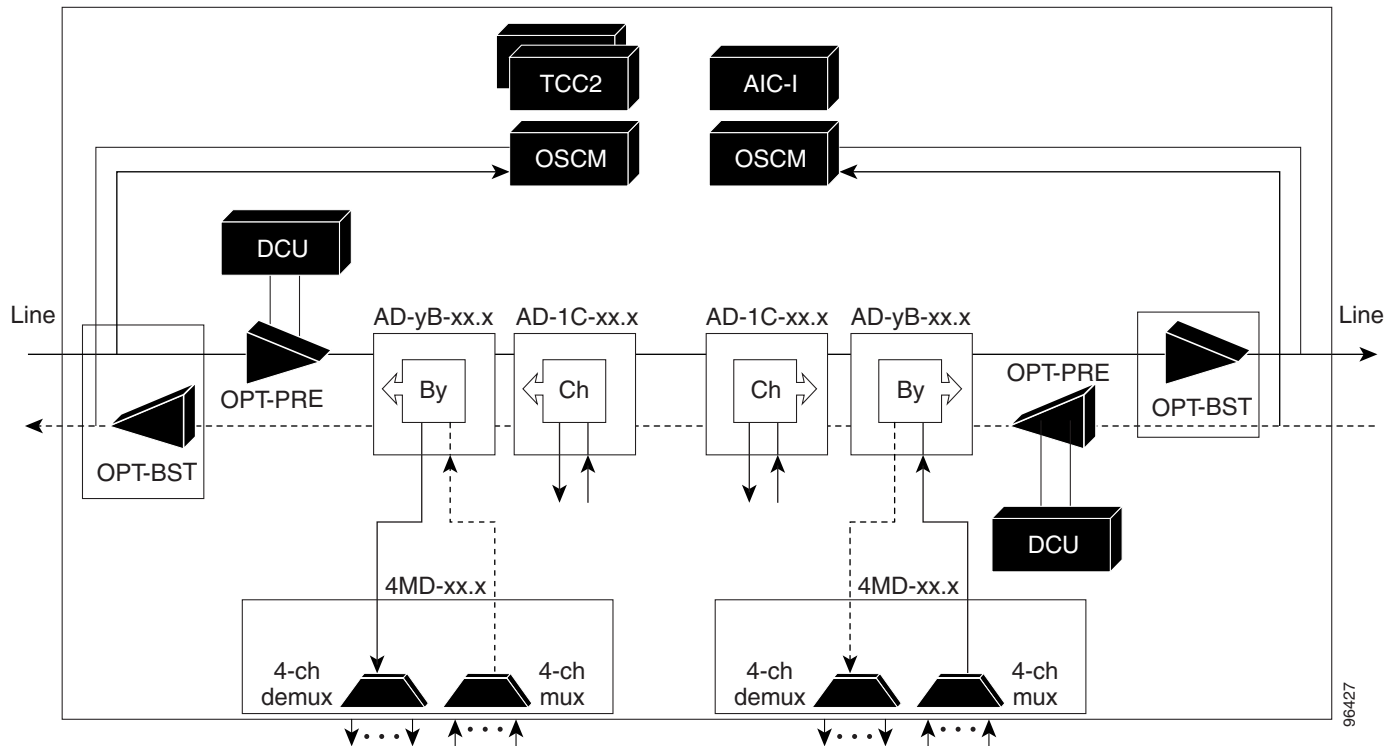 TCC2
AIC-I
OSCM
OSCM
DCU
Line
Line
AD-yB-xx.x
AD-1C-xx.x
AD-1C-xx.x
AD-yB-xx.x
By
Ch
Ch
By
OPT-PRE
OPT-PRE
OPT-BST
OPT-BST
DCU
4MD-xx.x
4MD-xx.x
4-ch
demux
4-ch
mux
4-ch
demux
4-ch
mux
96427